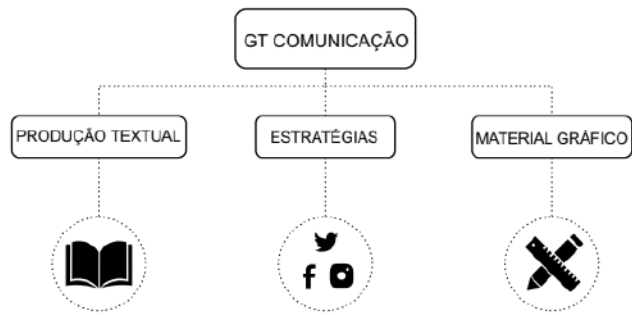 GT COMUNICAÇÃO
PRODUÇÃO TEXTUAL
ESTRATÉGIAS
MATERIAL GRÁFICO